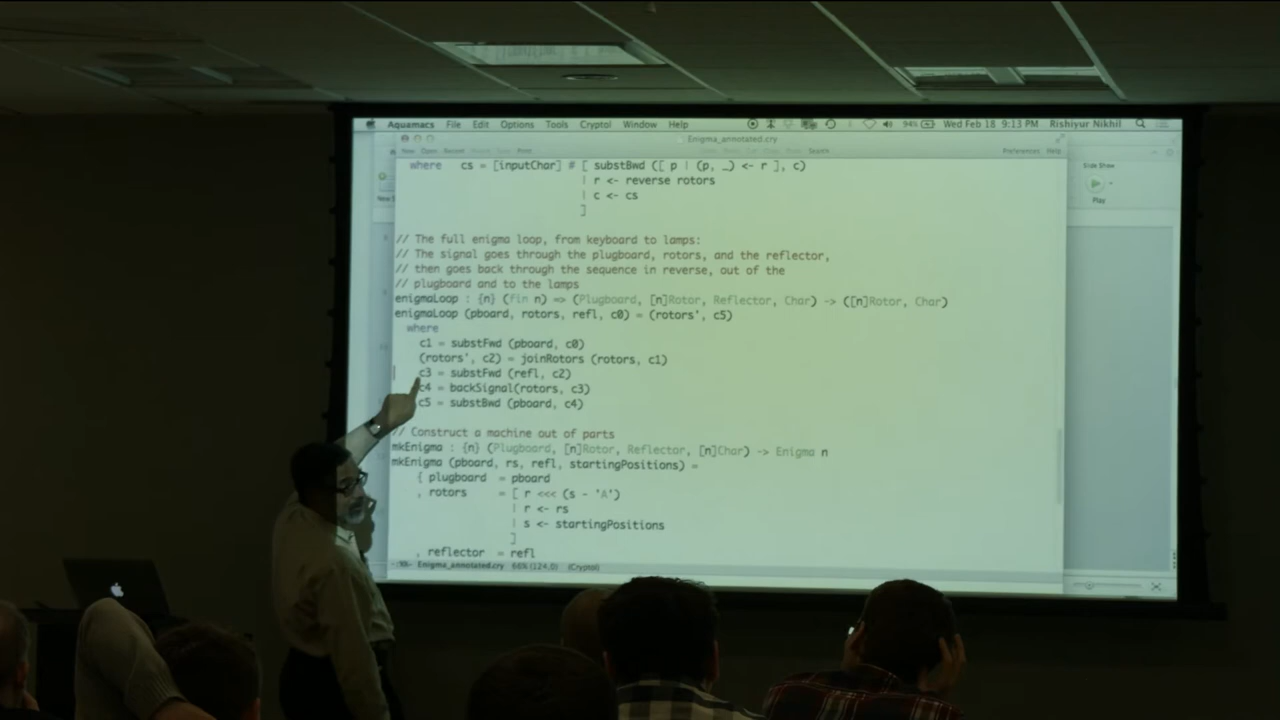 Aquamacs File Edit Options Tools Cryptol Window Help 94% Wed Feb 18 9:13 PM Rishiyur Nikhil
Enigma_annotated.cry
Preferences Help
where cs = [inputChar] # [ substBwd ([ p | (p, _) <- r ], c)
| r <- reverse rotors
| c <- cs
]
Play
// The full enigma loop, from keyboard to lamps:
// The signal goes through the plugboard, rotors, and the reflector,
// then goes back through the sequence in reverse, out of the
// plugboard and to the lamps
enigmaLoop : {n} (fin n) => (Plugboard, [n]Rotor, Reflector, Char) -> ([n]Rotor, Char)
enigmaLoop (pboard, rotors, refl, c0) = (rotors', c5)
where
c1 = substFwd (pboard, c0)
(rotors', c2) = joinRotors (rotors, c1)
c3 = substFwd (refl, c2)
c4 = backSignal(rotors, c3)
c5 = substBwd (pboard, c4)
// Construct a machine out of parts
mkEnigma : {n} (Plugboard, [n]Rotor, Reflector, [n]Char) -> Enigma n
mkEnigma (pboard, rs, refl, startingPositions) =
{ plugboard = pboard
, rotors = [ r <<< (s - 'A')
| r <- rs
| s <- startingPositions
]
, reflector = refl
Enigma_annotated.cry 66% (124,0) (Cryptol)